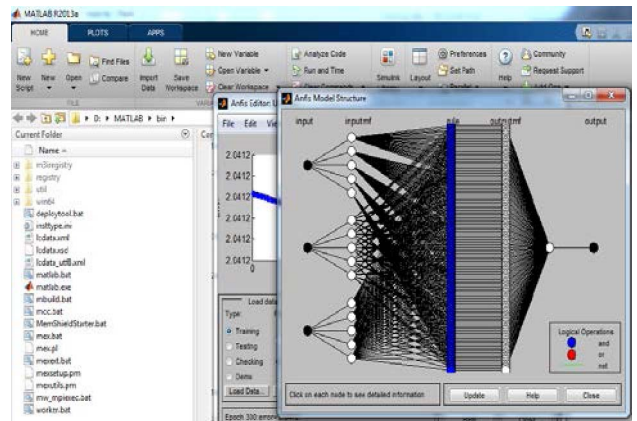 MATLAB R2013a
HOME PLOTS APPS
New Script
New
Open
Find Files
Compare
Import Data
Save Workspace
New Variable
Open Variable
Clear Workspace
Analyze Code
Run and Time
Simulink
Layout
Preferences
Set Path
Help
Community
Request Support
FILE
D: MATLAB bin
Current Folder
Name
m3iregistry
registry
util
win64
deploytool.bat
insttype.ini
lcdata.xml
lcdata.xsd
lcdata_utf8.xml
matlab.bat
matlab.exe
mbuild.bat
mcc.bat
MemShieldStarter.bat
mex.bat
mex.pl
mexext.bat
mexsetup.pm
mexutils.pm
mw_mpiexec.bat
worker.bat
Anfis Editor: U
File Edit
2.0412
2.0412
2.0412
2.0412
2.0412
2.0412
0
Load data
Type:
Training
Testing
Checking
Demo
Load Data...
Epoch 300:error=
Anfis Model Structure
input inputmf rule outputmf output
Logical Operations
and
or
not
Click on each node to see detailed information
Update Help Close